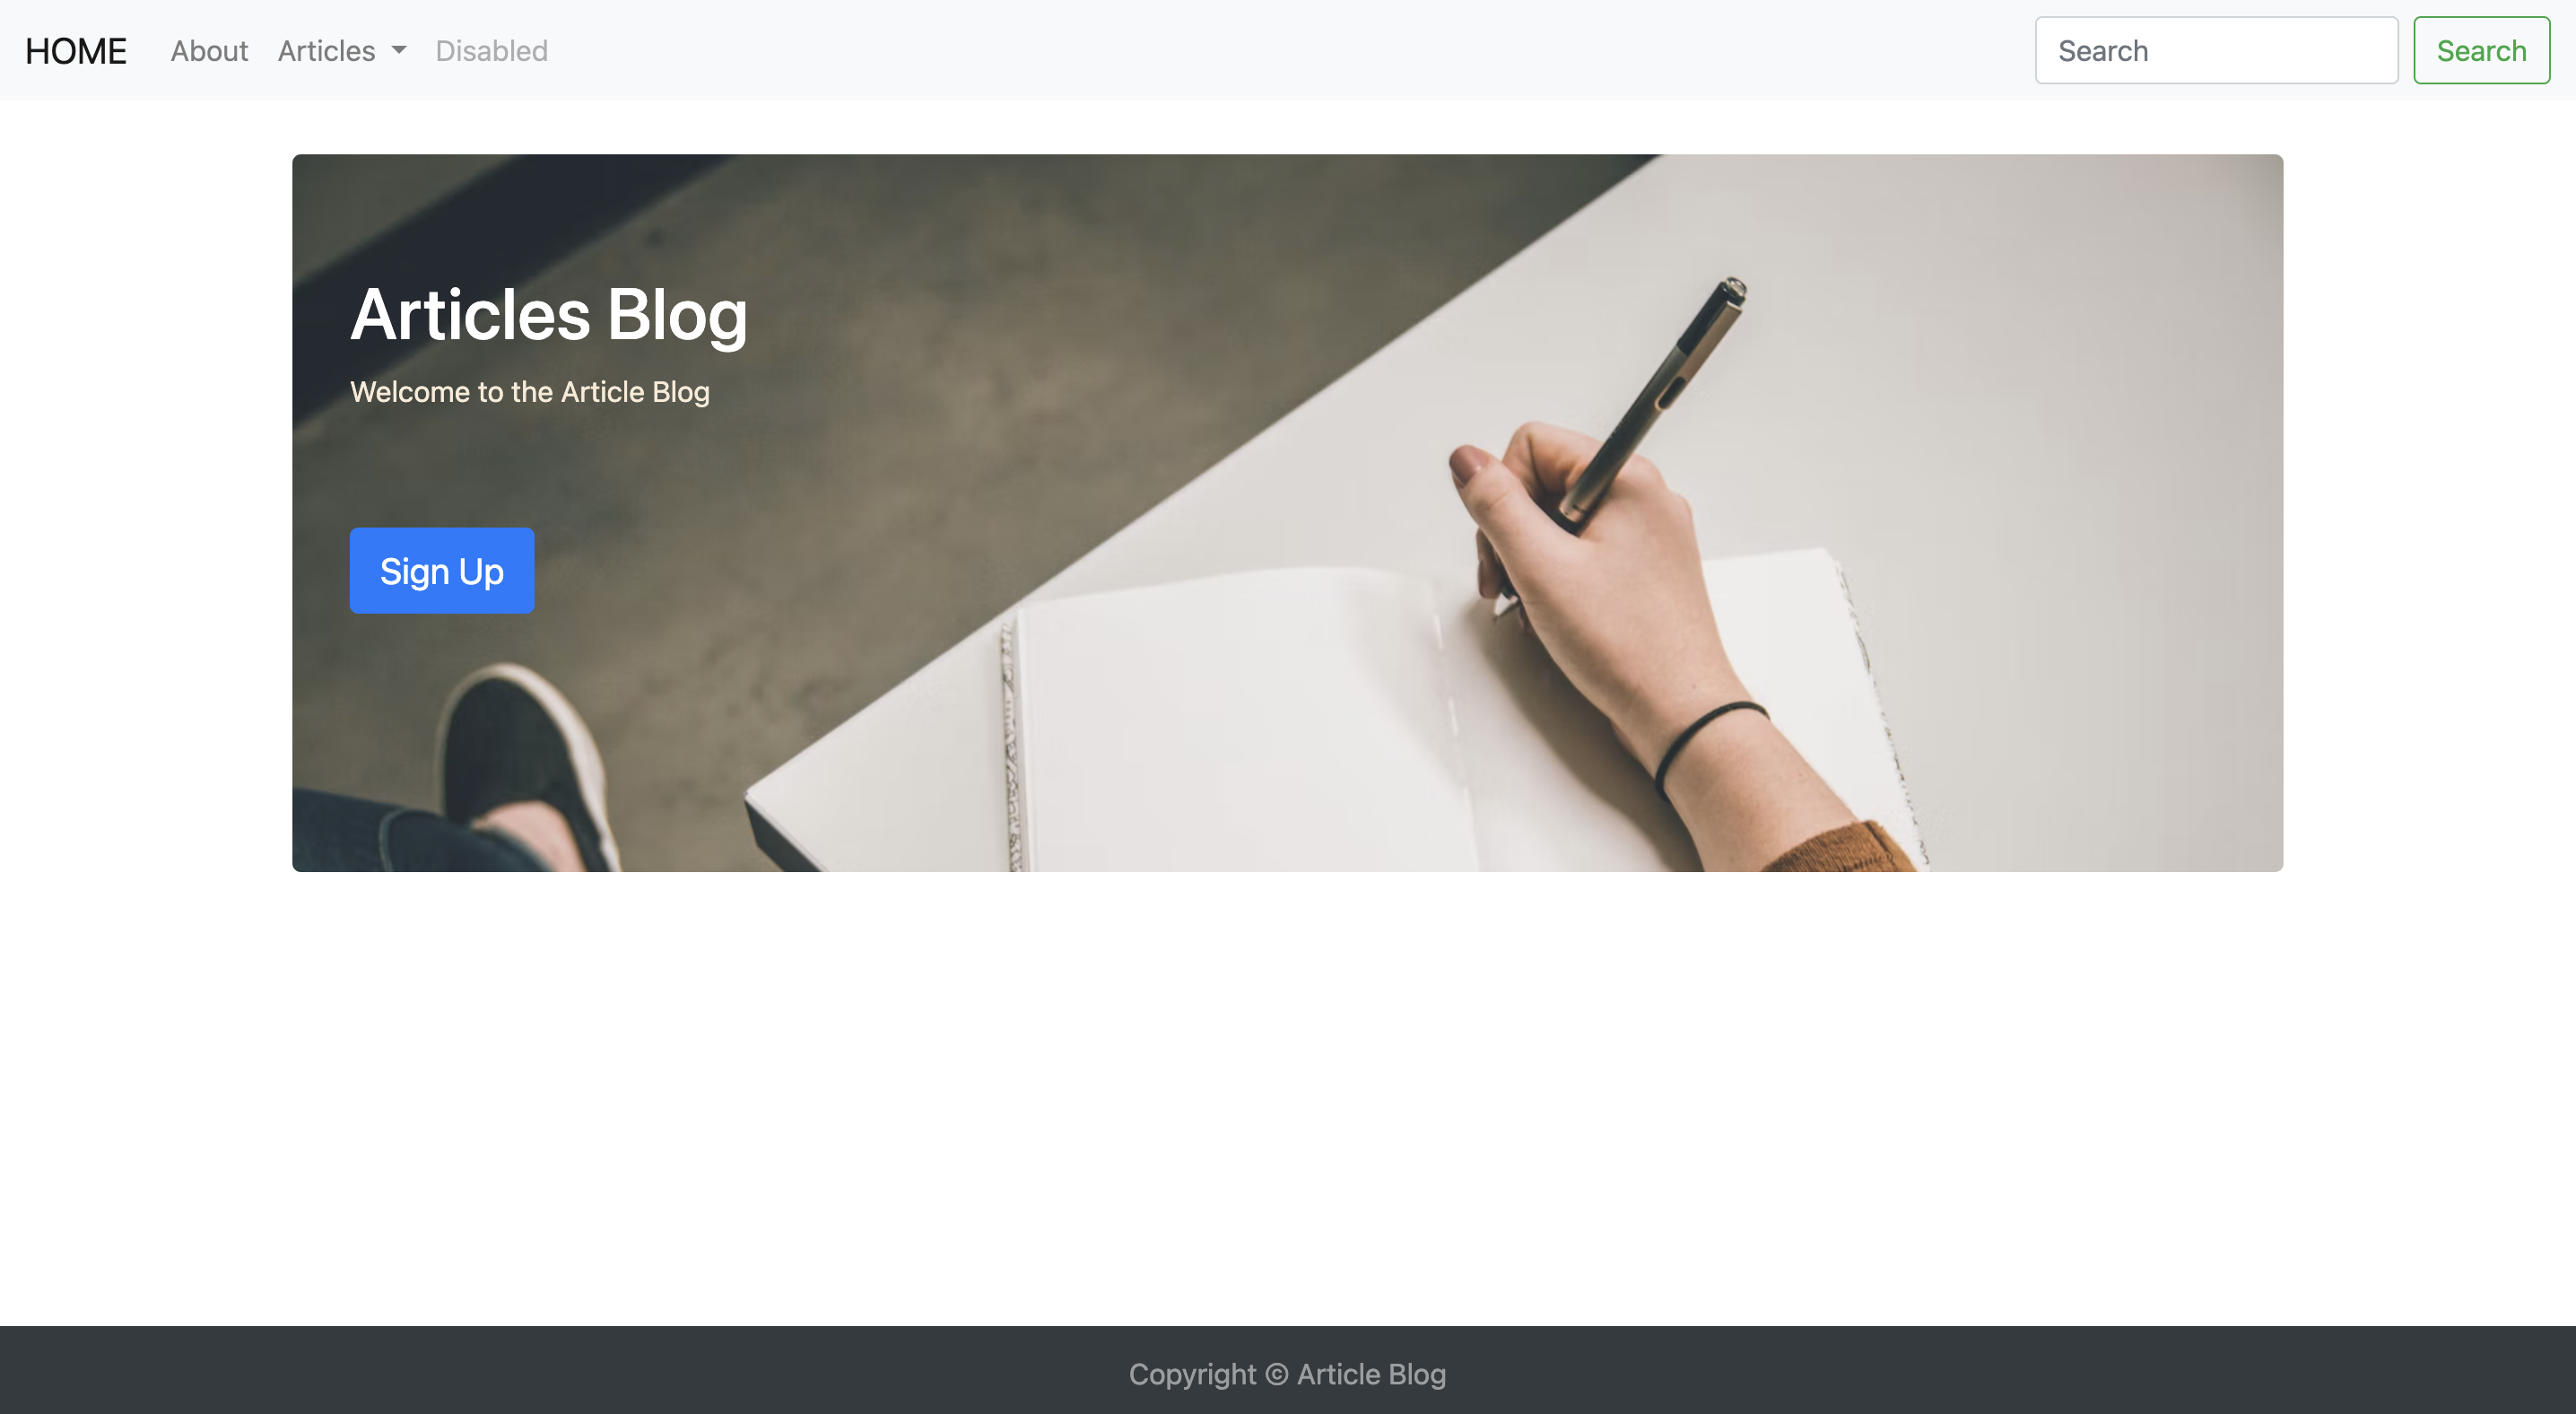 HOME About Articles Disabled Search Search
Articles Blog
Welcome to the Article Blog
Sign Up
Copyright © Article Blog